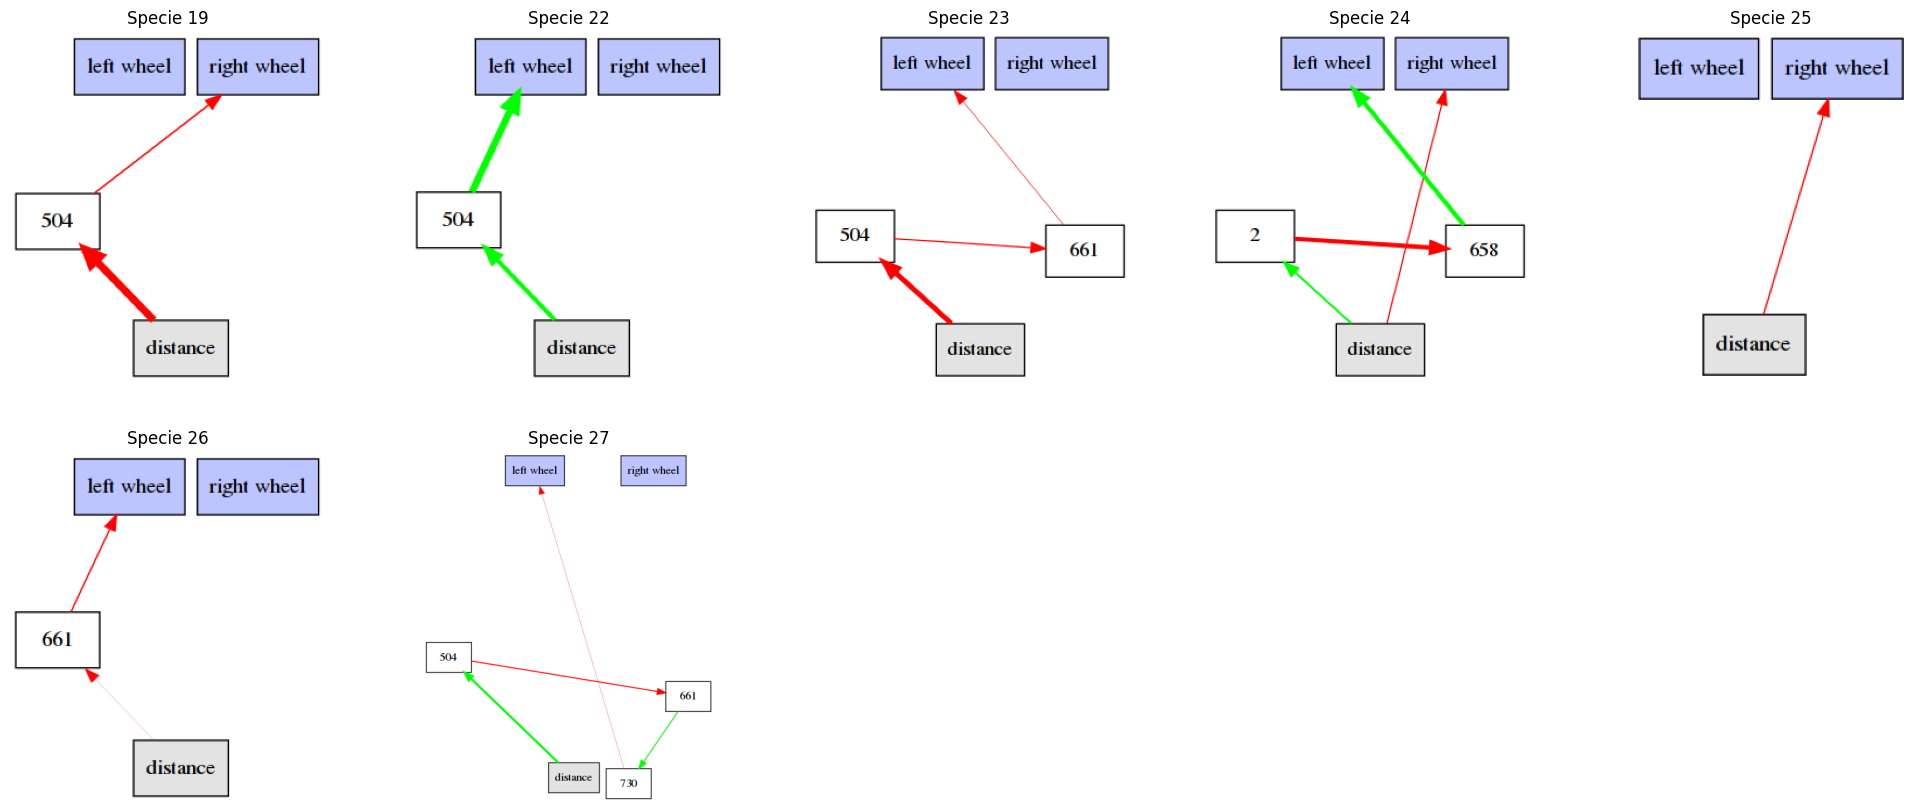 Specie 19
left wheel
right wheel
504
distance
Specie 22
left wheel
right wheel
504
distance
Specie 23
left wheel
right wheel
504
661
distance
Specie 24
left wheel
right wheel
2
658
distance
Specie 25
left wheel
right wheel
distance
Specie 26
left wheel
right wheel
661
distance
Specie 27
left wheel
right wheel
504
661
distance
730